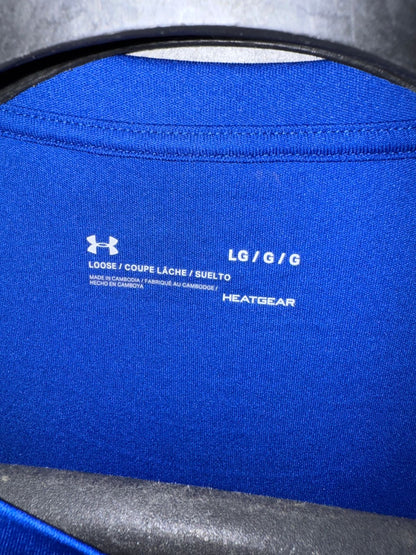 LG / G / G
LOOSE / COUPE LÂCHE / SUELTO
MADE IN CAMBODIA / FABRIQUÉ AU CAMBODGE /
HECHO EN CAMBOYA
HEATGEAR